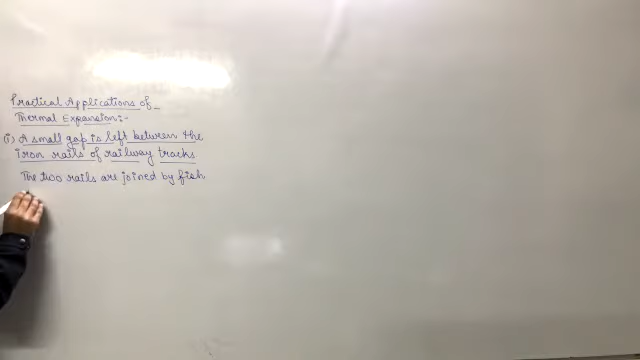 Practical Applications of
Thermal Expansion:-
(i) A small gap is left between the
iron rails of railway tracks
The two rails are joined by fish